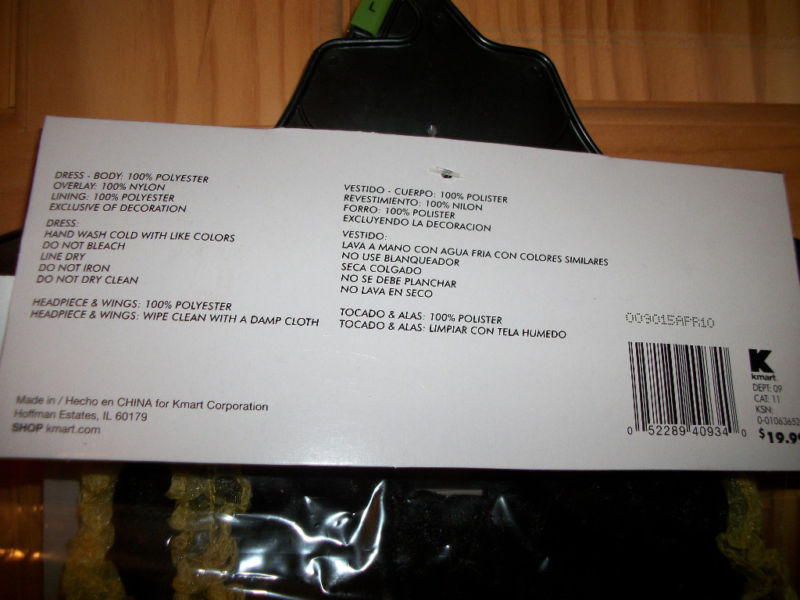 L
DRESS - BODY: 100% POLYESTER
OVERLAY: 100% NYLON
LINING: 100% POLYESTER
EXCLUSIVE OF DECORATION
DRESS:
HAND WASH COLD WITH LIKE COLORS
DO NOT BLEACH
LINE DRY
DO NOT IRON
DO NOT DRY CLEAN
HEADPIECE & WINGS: 100% POLYESTER
HEADPIECE & WINGS: WIPE CLEAN WITH A DAMP CLOTH
VESTIDO - CUERPO: 100% POLISTER
REVESTIMIENTO: 100% NILON
FORRO: 100% POLISTER
EXCLUYENDO LA DECORACION
VESTIDO:
LAVA A MANO CON AGUA FRIA CON COLORES SIMILARES
NO USE BLANQUEADOR
SECA COLGADO
NO SE DEBE PLANCHAR
NO LAVA EN SECO
TOCADO & ALAS: 100% POLISTER
TOCADO & ALAS: LIMPIAR CON TELA HUMEDO
Made in / Hecho en CHINA for Kmart Corporation
Hoffman Estates, IL 60179
SHOP kmart.com
009015APR10
0 52289 40934 0
K
kmart
DEPT: 09
CAT: 11
KSN:
0-0106365
$19.9